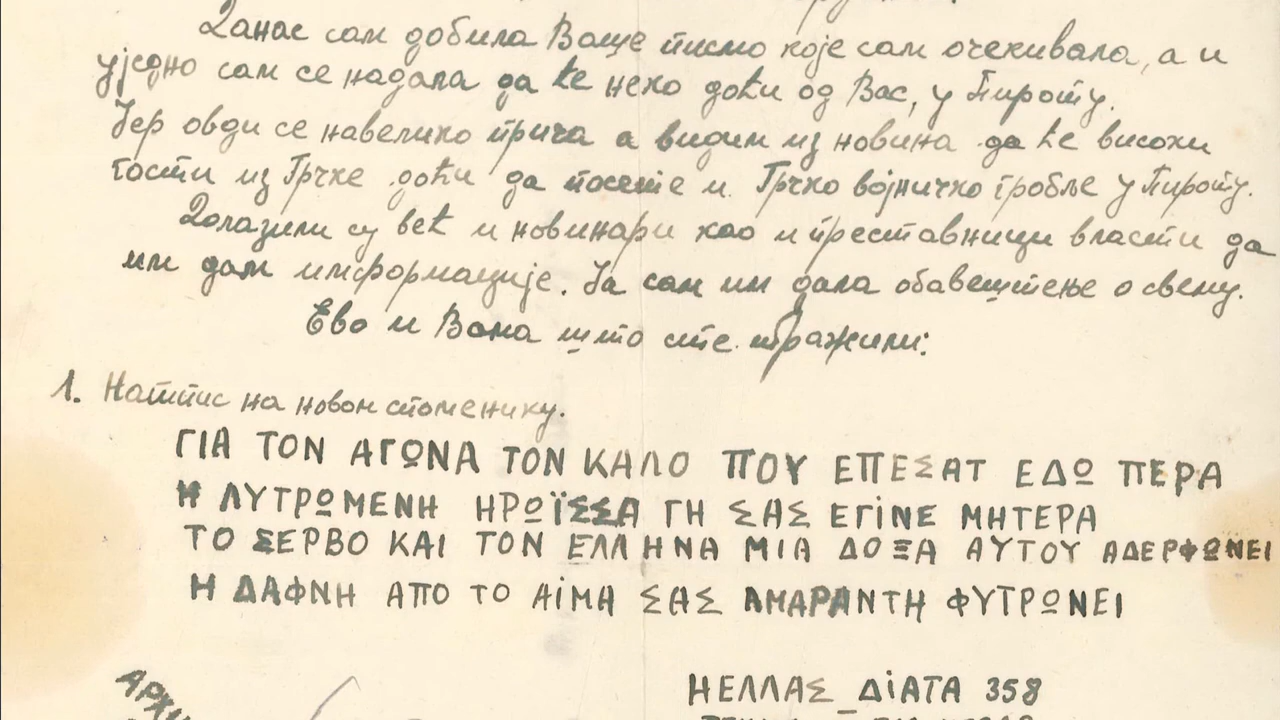 Данас сам добила Ваше писмо које сам очекивала, а и
уједно сам се надала да ће неко доћи од Вас, у Пироту.
Јер овди се навелико прича а видим из новина да ће високи
гости из Грчке доћи да посете и Грчко војничко гробље у Пироту.
Долазили су већ и новинари као и преставници власти да
им дам информације. Ја сам им дала обавештење о свему.
Ево и Вама што сте тражили:
1. Натпис на новом споменику.
ΓΙΑ ΤΟΝ ΑΓΩΝΑ ΤΟΝ ΚΑΛΟ ΠΟΥ ΕΠΕΣΑΤ ΕΔΩ ΠΕΡΑ
Η ΛΥΤΡΩΜΕΝΗ ΗΡΩΪΣΣΑ ΓΗ ΣΑΣ ΕΓΙΝΕ ΜΗΤΕΡΑ
ΤΟ ΣΕΡΒΟ ΚΑΙ ΤΟΝ ΕΛΛΗΝΑ ΜΙΑ ΔΟΞΑ ΑΥΤΟΥ ΑΔΕΡΦΩΝΕΙ
Η ΔΑΦΝΗ ΑΠΟ ΤΟ ΑΙΜΑ ΣΑΣ ΑΜΑΡΑΝΤΗ ΦΥΤΡΩΝΕΙ
ΗΕΛΛΑΣ_ΔΙΑΤΑ 358